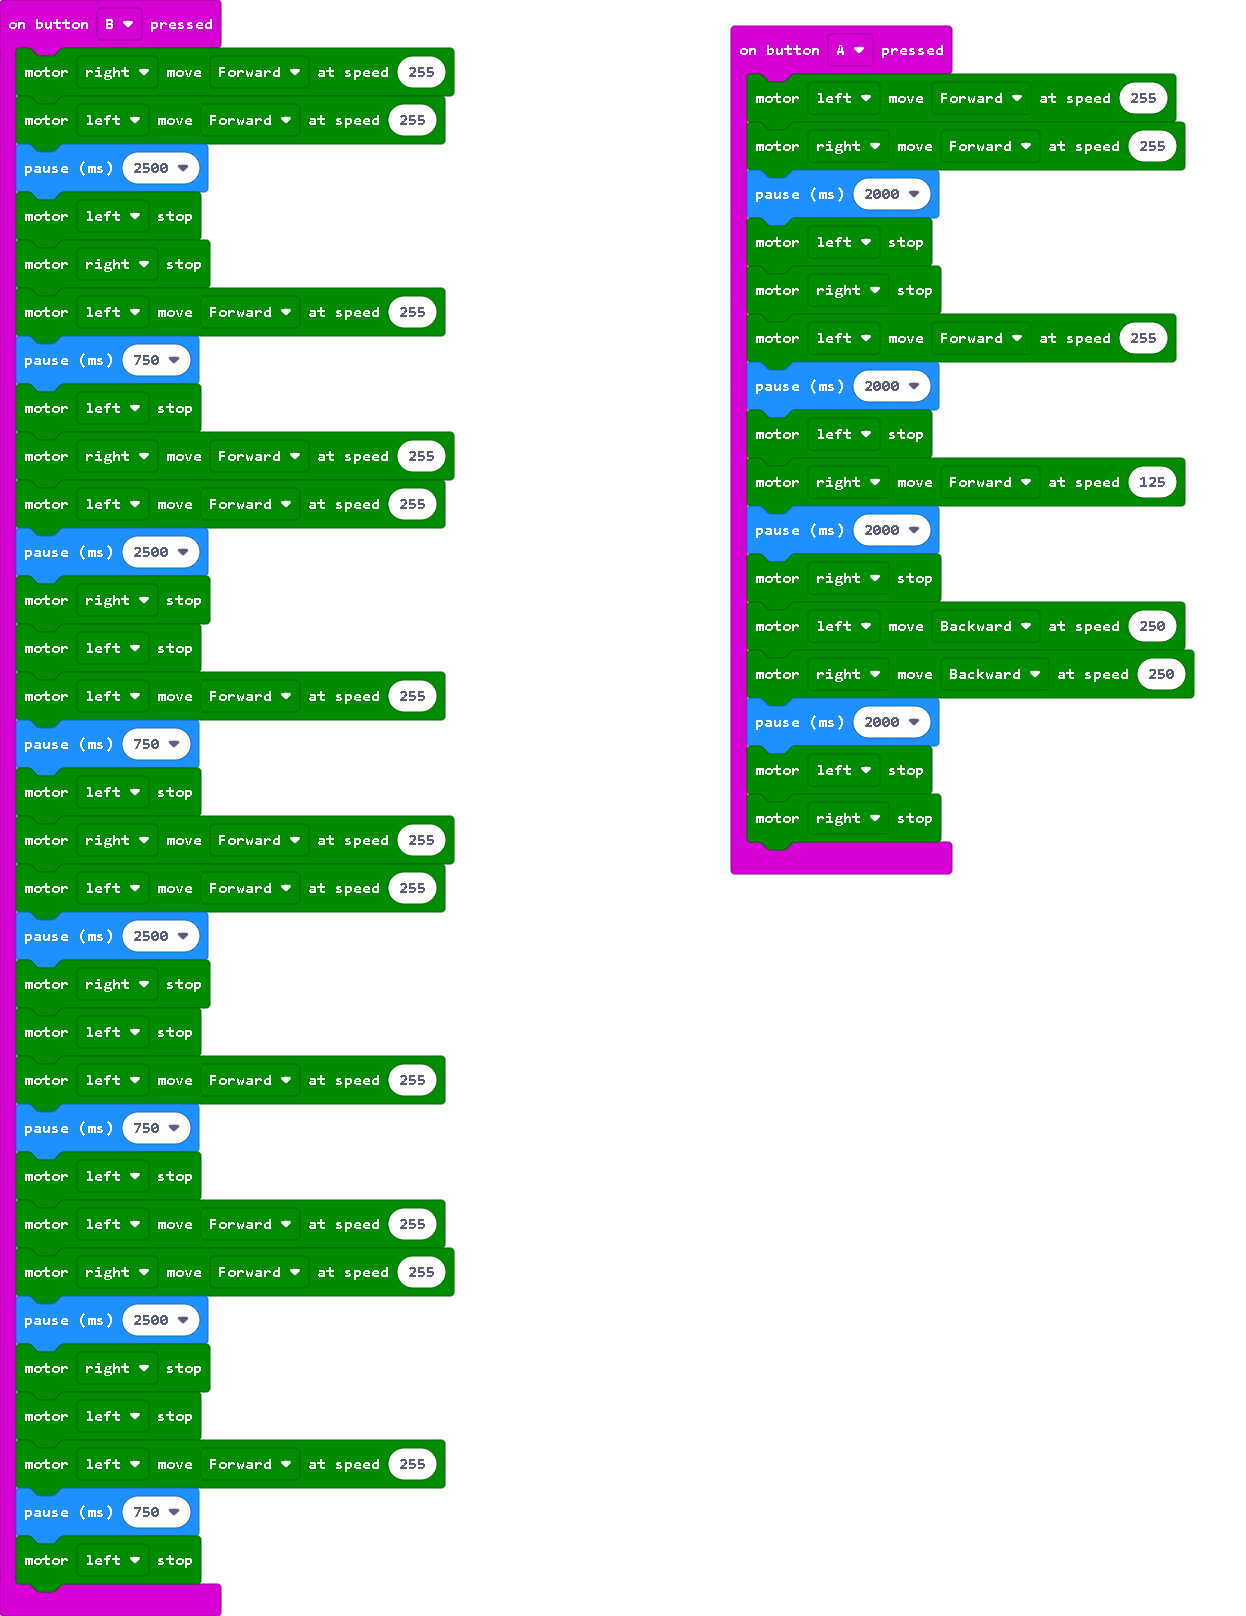 on button B pressed
motor right move Forward at speed 255
motor left move Forward at speed 255
pause (ms) 2500
motor left stop
motor right stop
motor left move Forward at speed 255
pause (ms) 750
motor left stop
motor right move Forward at speed 255
motor left move Forward at speed 255
pause (ms) 2500
motor right stop
motor left stop
motor left move Forward at speed 255
pause (ms) 750
motor left stop
motor right move Forward at speed 255
motor left move Forward at speed 255
pause (ms) 2500
motor right stop
motor left stop
motor left move Forward at speed 255
pause (ms) 750
motor left stop
motor left move Forward at speed 255
motor right move Forward at speed 255
pause (ms) 2500
motor right stop
motor left stop
motor left move Forward at speed 255
pause (ms) 750
motor left stop
on button A pressed
motor left move Forward at speed 255
motor right move Forward at speed 255
pause (ms) 2000
motor left stop
motor right stop
motor left move Forward at speed 255
pause (ms) 2000
motor left stop
motor right move Forward at speed 125
pause (ms) 2000
motor right stop
motor left move Backward at speed 250
motor right move Backward at speed 250
pause (ms) 2000
motor left stop
motor right stop